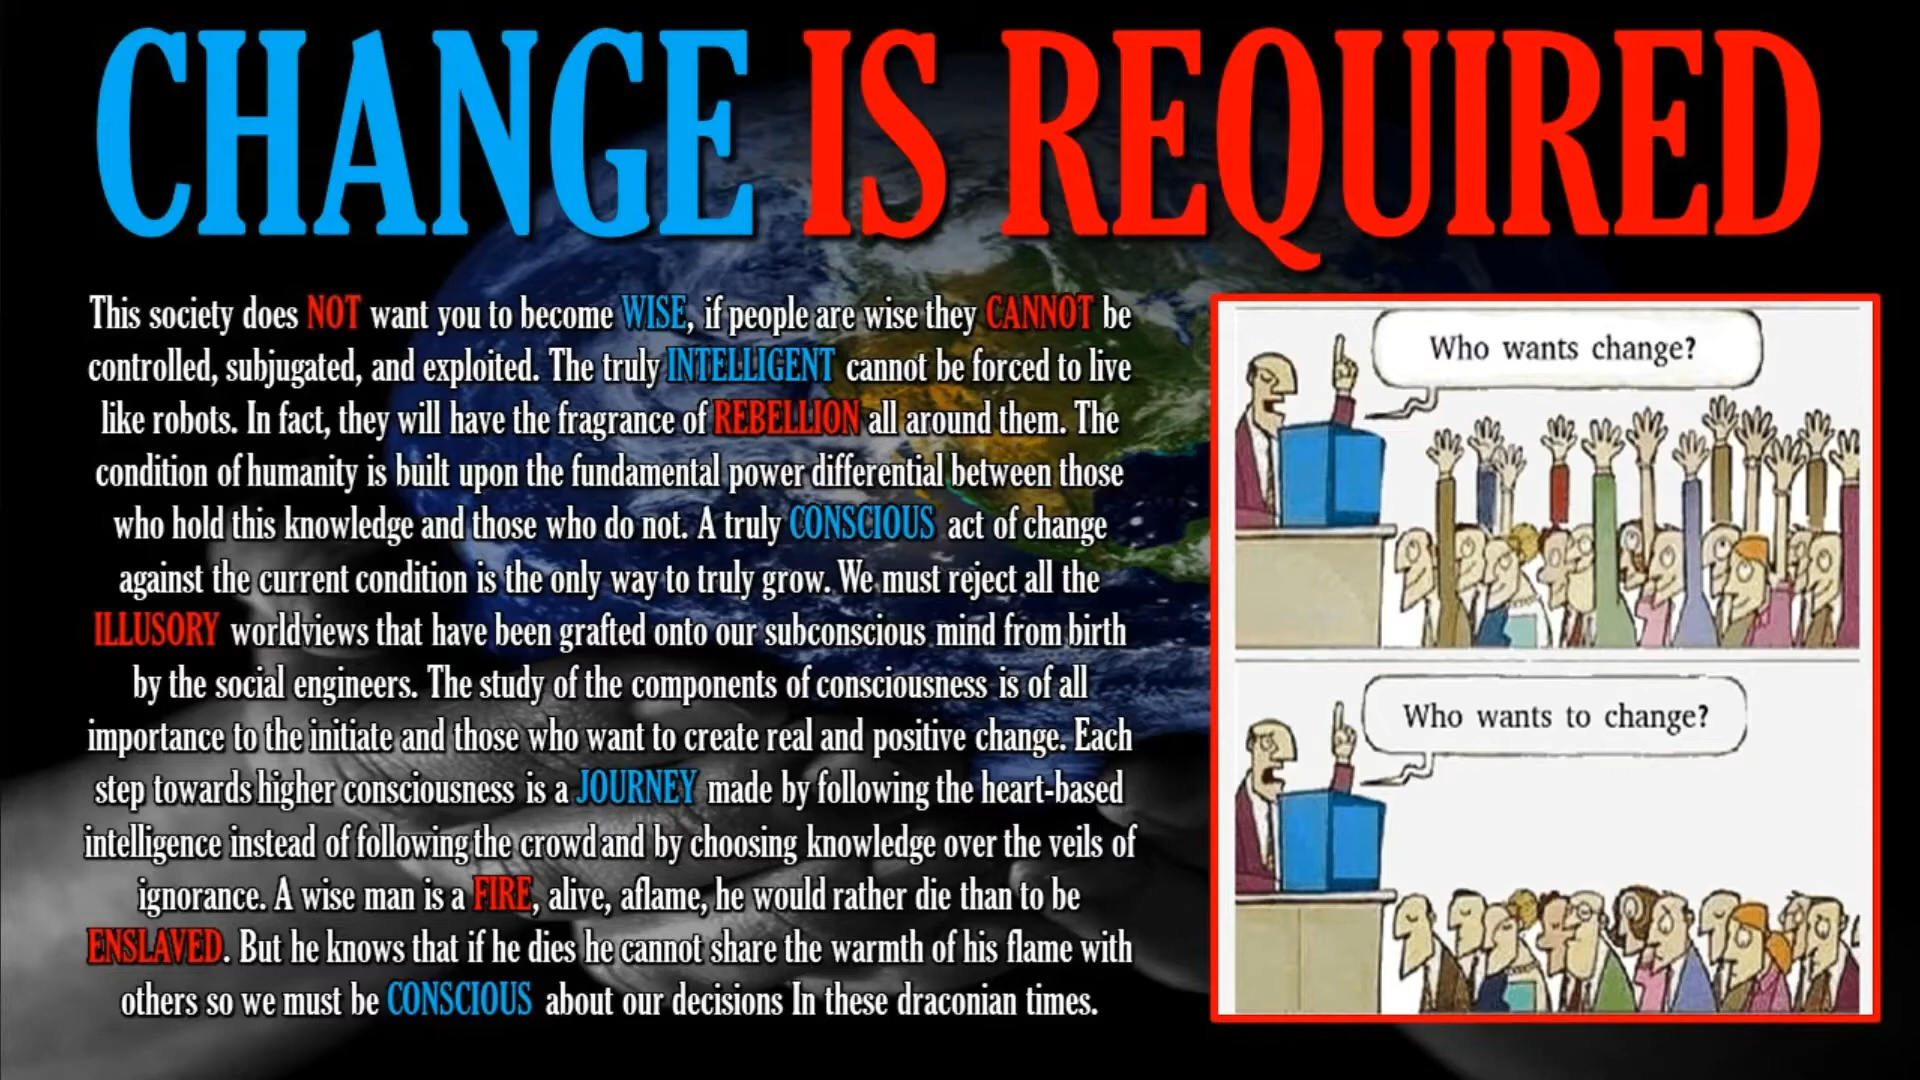 CHANGE IS REQUIRED
This society does NOT want you to become WISE, if people are wise they CANNOT be
controlled, subjugated, and exploited. The truly INTELLIGENT cannot be forced to live
like robots. In fact, they will have the fragrance of REBELLION all around them. The
condition of humanity is built upon the fundamental power differential between those
who hold this knowledge and those who do not. A truly CONSCIOUS act of change
against the current condition is the only way to truly grow. We must reject all the
ILLUSORY worldviews that have been grafted onto our subconscious mind from birth
by the social engineers. The study of the components of consciousness is of all
importance to the initiate and those who want to create real and positive change. Each
step towards higher consciousness is a JOURNEY made by following the heart-based
intelligence instead of following the crowd and by choosing knowledge over the veils of
ignorance. A wise man is a FIRE, alive, aflame, he would rather die than to be
ENSLAVED. But he knows that if he dies he cannot share the warmth of his flame with
others so we must be CONSCIOUS about our decisions In these draconian times.
Who wants change?
Who wants to change?